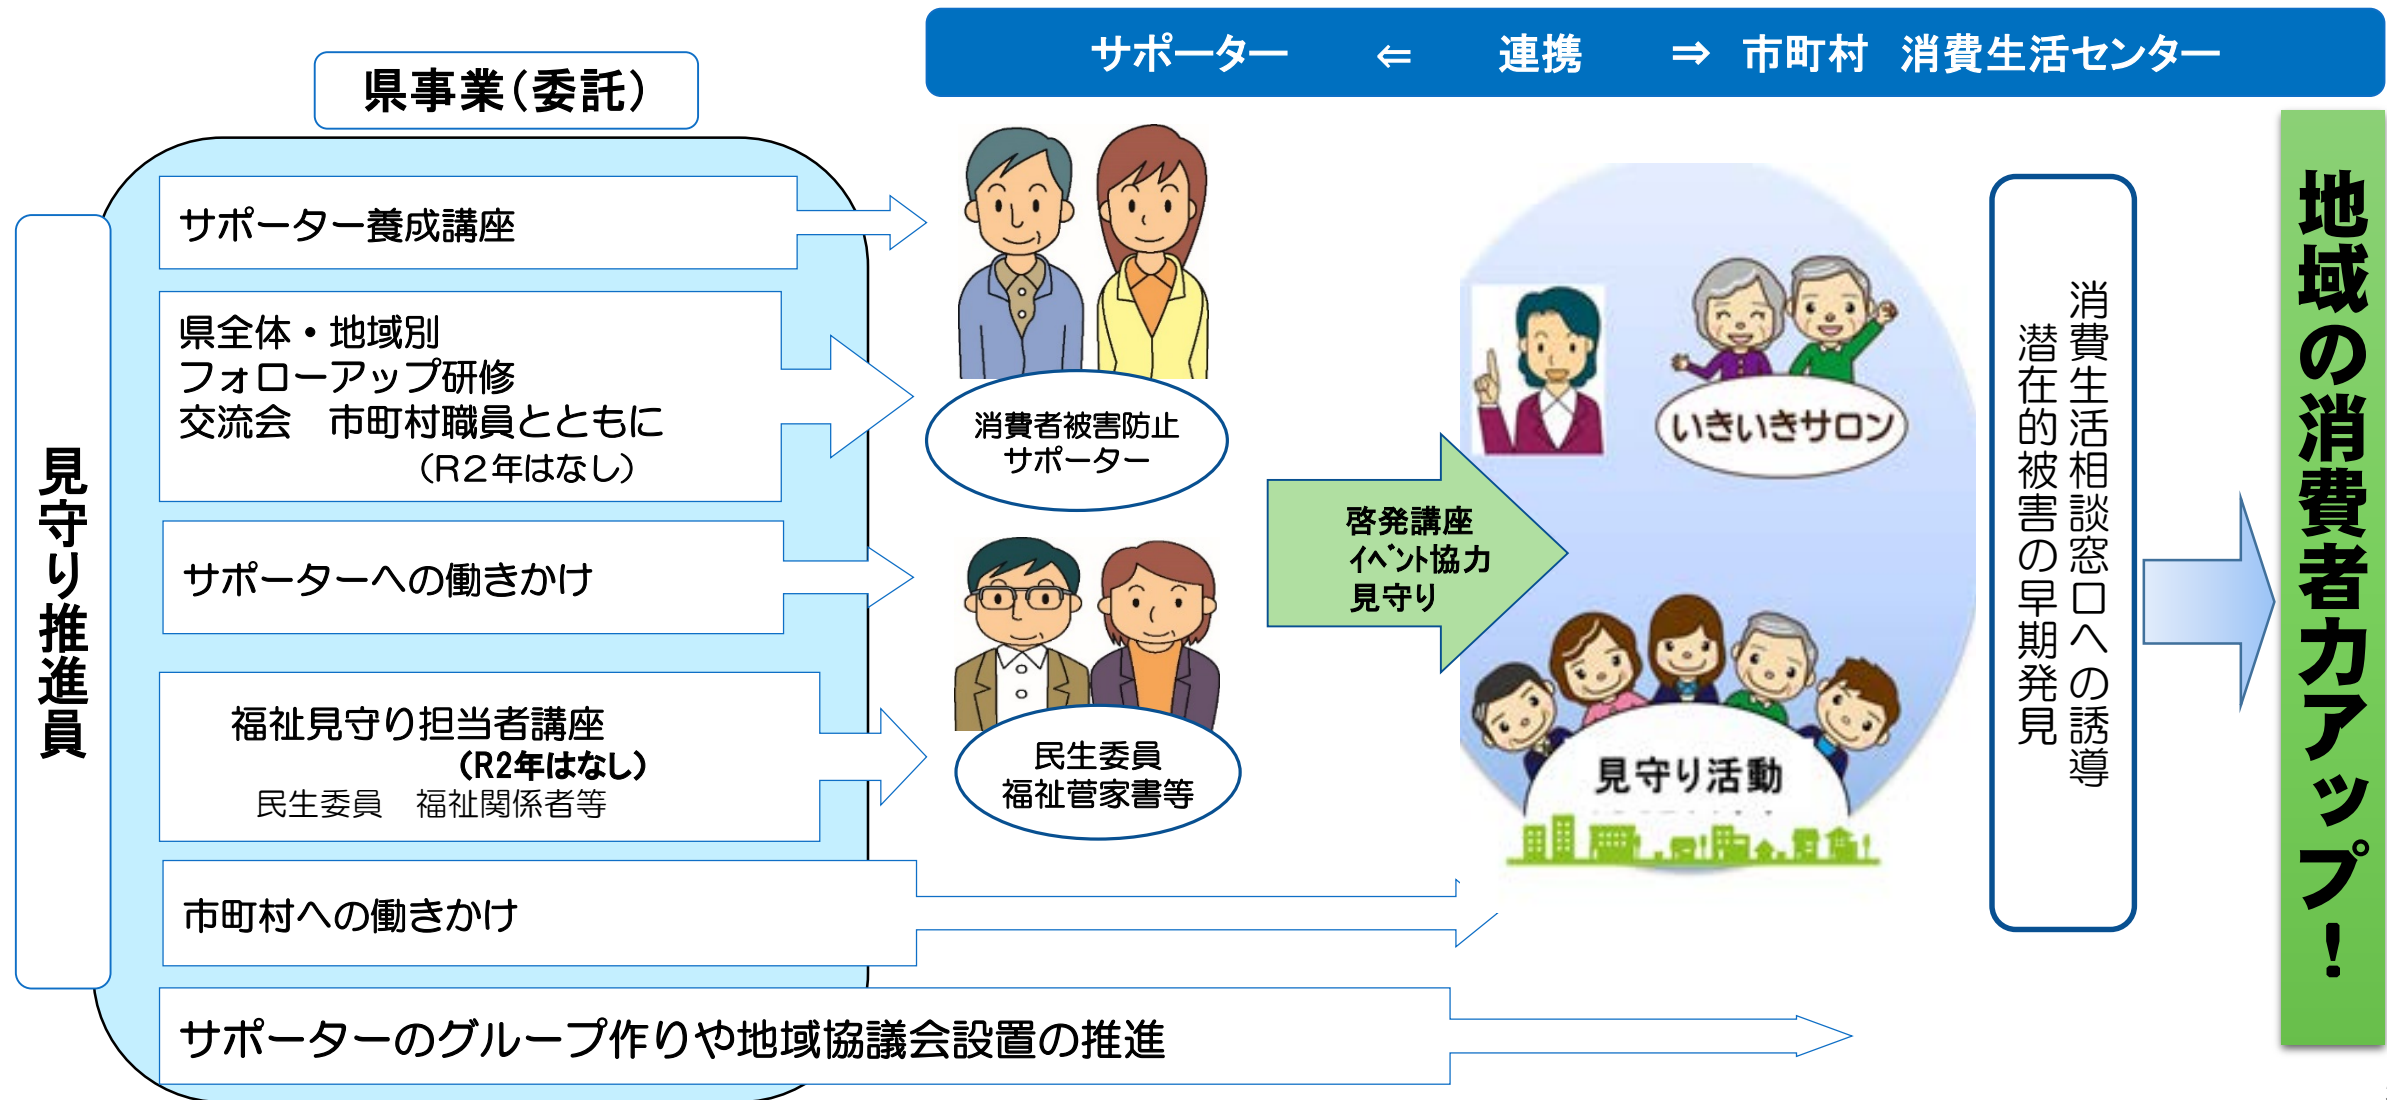 サポーター ⇐ 連携 ⇒ 市町村 消費生活センター
県事業（委託）
見守り推進員
サポーター養成講座
県全体・地域別
フォローアップ研修
交流会 市町村職員とともに
（R２年はなし）
サポーターへの働きかけ
福祉見守り担当者講座
（R2年はなし）
民生委員 福祉関係者等
市町村への働きかけ
サポーターのグループ作りや地域協議会設置の推進
消費者被害防止
サポーター
民生委員
福祉菅家書等
啓発講座
イベント協力
見守り
いきいきサロン
見守り活動
消費生活相談窓口への誘導
潜在的被害の早期発見
地域の消費者力アップ！